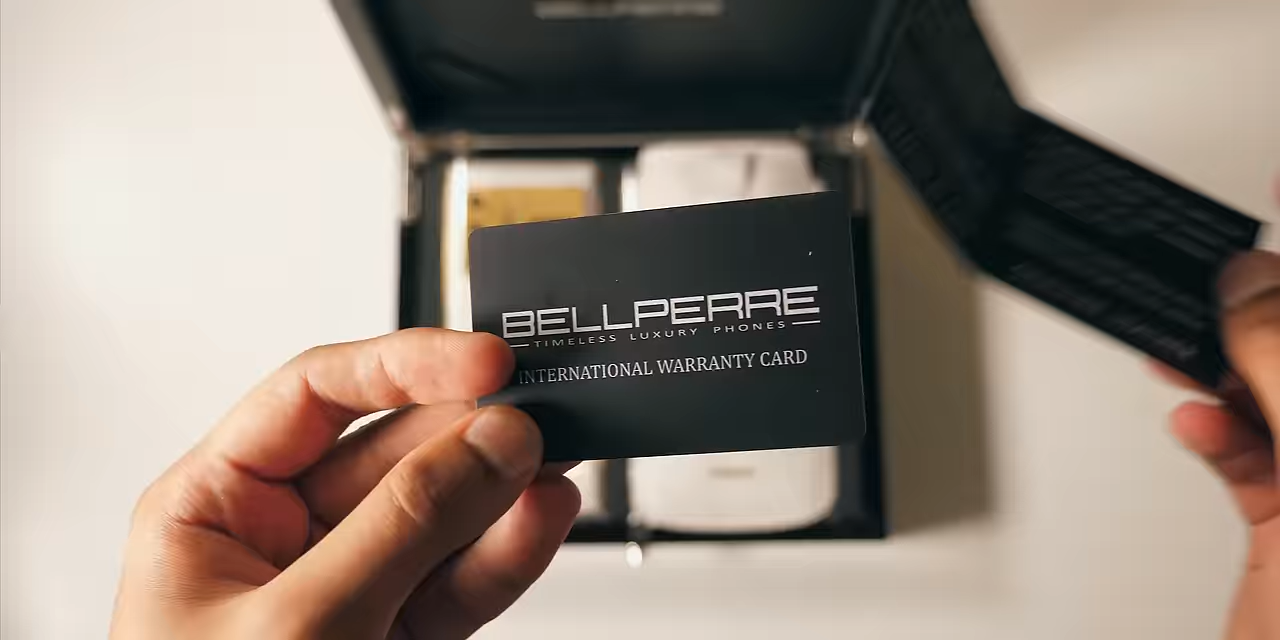 BELLPERRE
TIMELESS LUXURY PHONES
INTERNATIONAL WARRANTY CARD